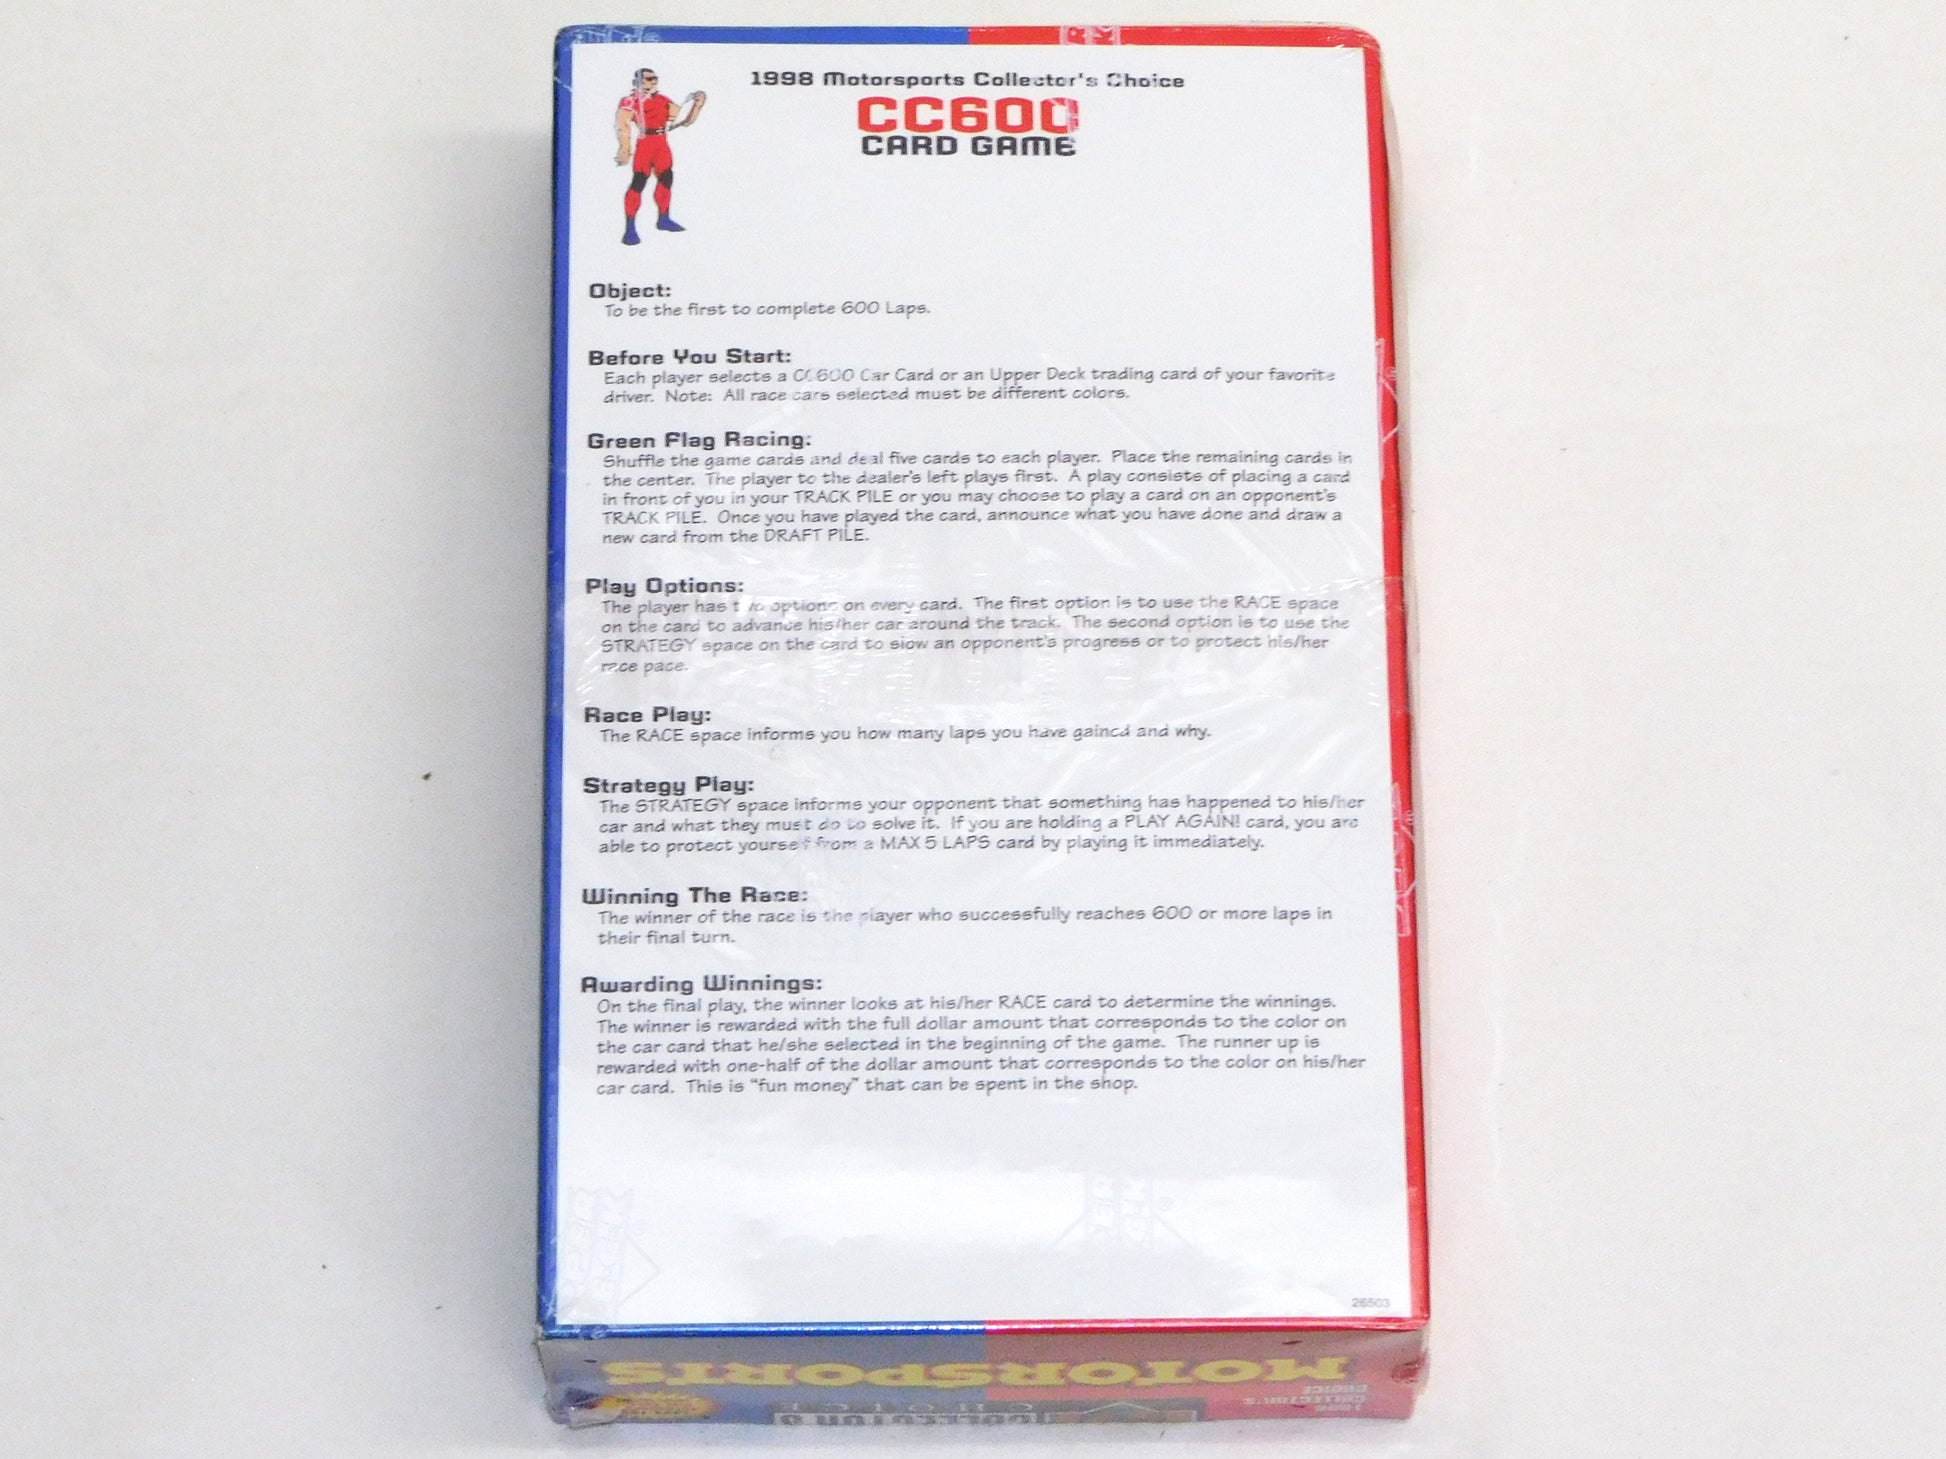 1998 Motorsports Collector's Choice
CC600
CARD GAME
Object:
To be the first to complete 600 Laps.
Before You Start:
Each player selects a CC600 Car Card or an Upper Deck trading card of your favorite
driver. Note: All race cars selected must be different colors.
Green Flag Racing:
Shuffle the game cards and deal five cards to each player. Place the remaining cards in
the center. The player to the dealer's left plays first. A play consists of placing a card
in front of you in your TRACK PILE or you may choose to play a card on an opponent's
TRACK PILE. Once you have played the card, announce what you have done and draw a
new card from the DRAFT PILE.
Play Options:
The player has two options on every card. The first option is to use the RACE space
on the card to advance his/her car around the track. The second option is to use the
STRATEGY space on the card to slow an opponent's progress or to protect his/her
race pace.
Race Play:
The RACE space informs you how many laps you have gained and why.
Strategy Play:
The STRATEGY space informs your opponent that something has happened to his/her
car and what they must do to solve it. If you are holding a PLAY AGAIN! card, you are
able to protect yourself from a MAX 5 LAPS card by playing it immediately.
Winning The Race:
The winner of the race is the player who successfully reaches 600 or more laps in
their final turn.
Awarding Winnings:
On the final play, the winner looks at his/her RACE card to determine the winnings.
The winner is rewarded with the full dollar amount that corresponds to the color on
the car card that he/she selected in the beginning of the game. The runner up is
rewarded with one-half of the dollar amount that corresponds to the color on his/her
car card. This is "fun money" that can be spent in the shop.
26503
MOTORSPORTS
1998
COLLECTOR'S
CHOICE
COLLECTOR'S
CHOICE